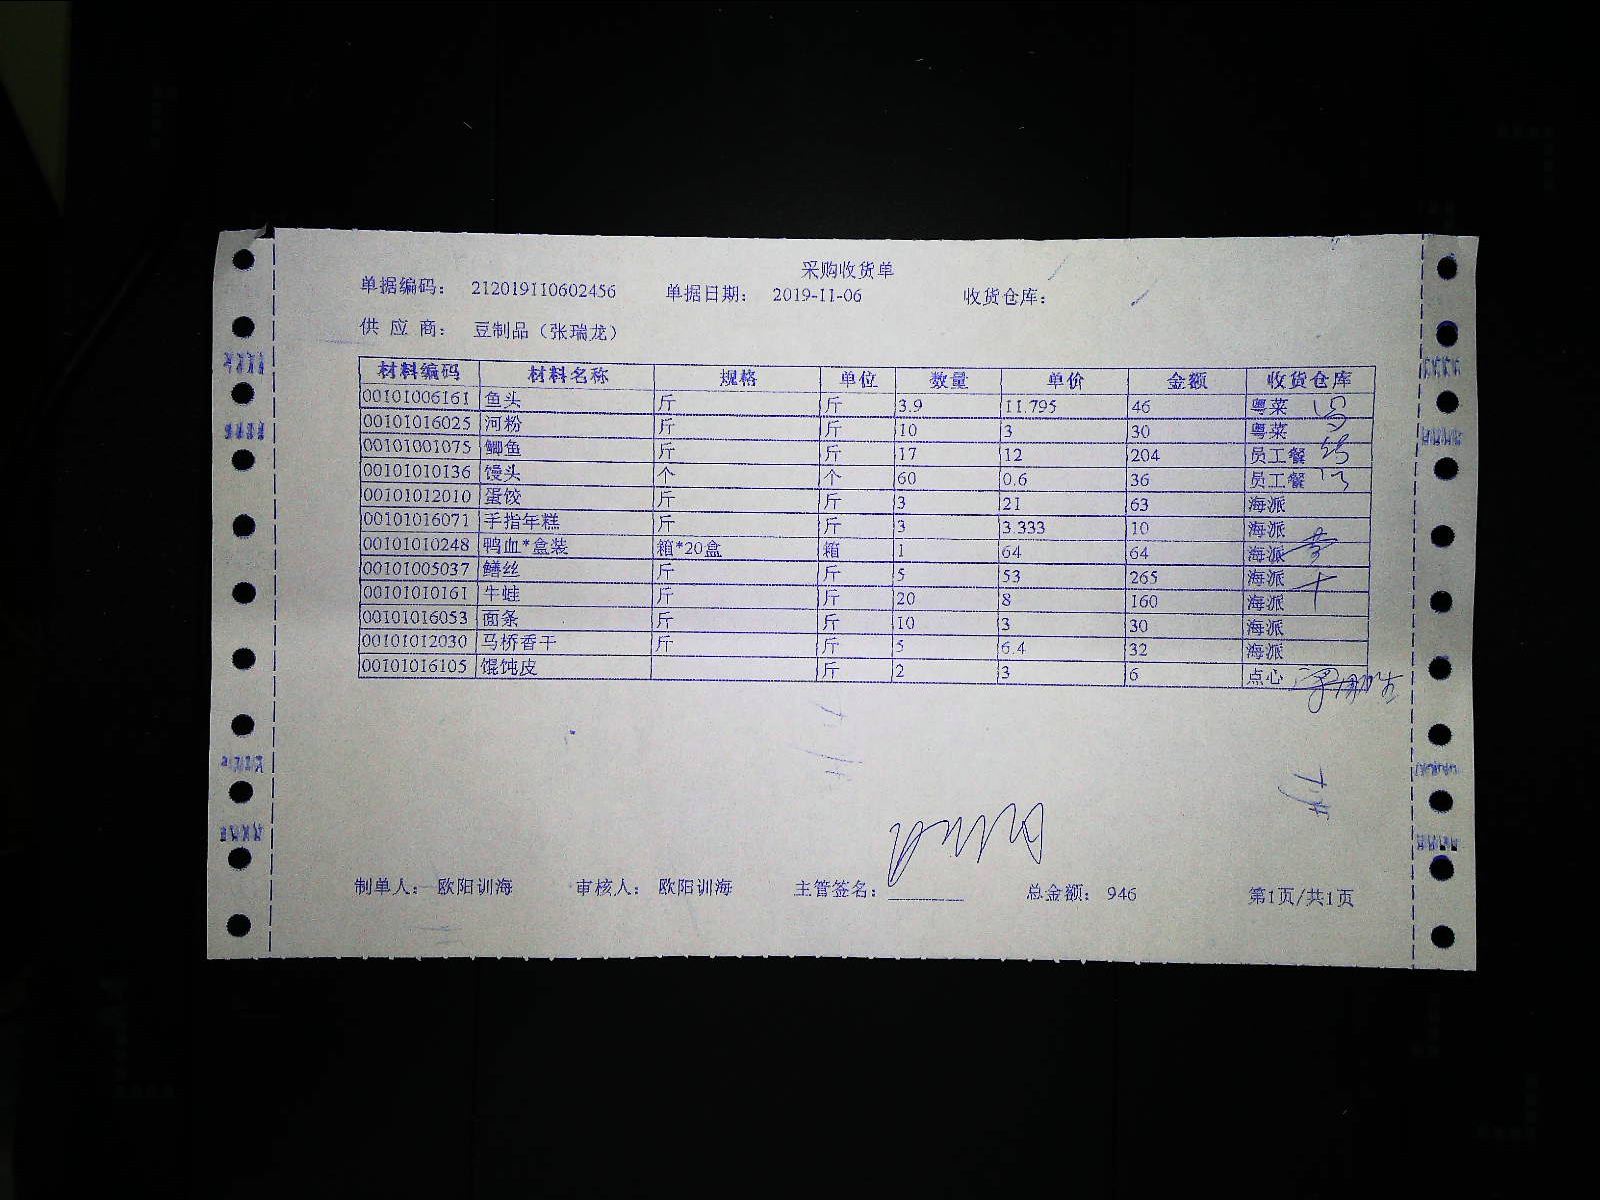 采购收货单
单据编码： 212019110602456 单据日期： 2019-11-06 收货仓库：
供 应 商： 豆制品（张瑞龙）
材料编码 材料名称 规格 单位 数量 单价 金额 收货仓库
00101006161 鱼头 斤 斤 3.9 11.795 46 粤菜
00101016025 河粉 斤 斤 10 3 30 粤菜
00101001075 鲫鱼 斤 斤 17 12 204 员工餐
00101010136 馒头 个 个 60 0.6 36 员工餐
00101012010 蛋饺 斤 斤 3 21 63 海派
00101016071 手指年糕 斤 斤 3 3.333 10 海派
00101010248 鸭血*盒装 箱*20盒 箱 1 64 64 海派
00101005037 鳝丝 斤 斤 5 53 265 海派
00101010161 牛蛙 斤 斤 20 8 160 海派
00101016053 面条 斤 斤 10 3 30 海派
00101012030 马桥香干 斤 斤 5 6.4 32 海派
00101016105 馄饨皮 斤 2 3 6 点心
制单人： 欧阳训海 审核人： 欧阳训海 主管签名： 总金额： 946 第1页/共1页